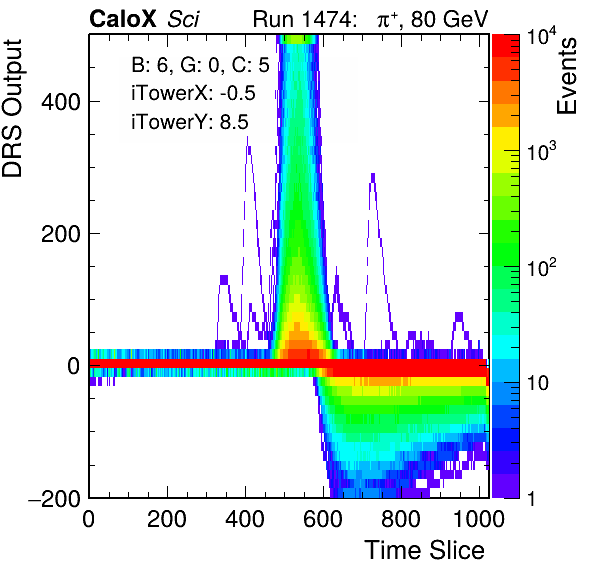 CaloX Sci Run 1474: π⁺, 80 GeV
B: 6, G: 0, C: 5
iTowerX: -0.5
iTowerY: 8.5
DRS Output
400
200
0
−200
0 200 400 600 800 1000
Time Slice
Events
10⁴
10³
10²
10
1